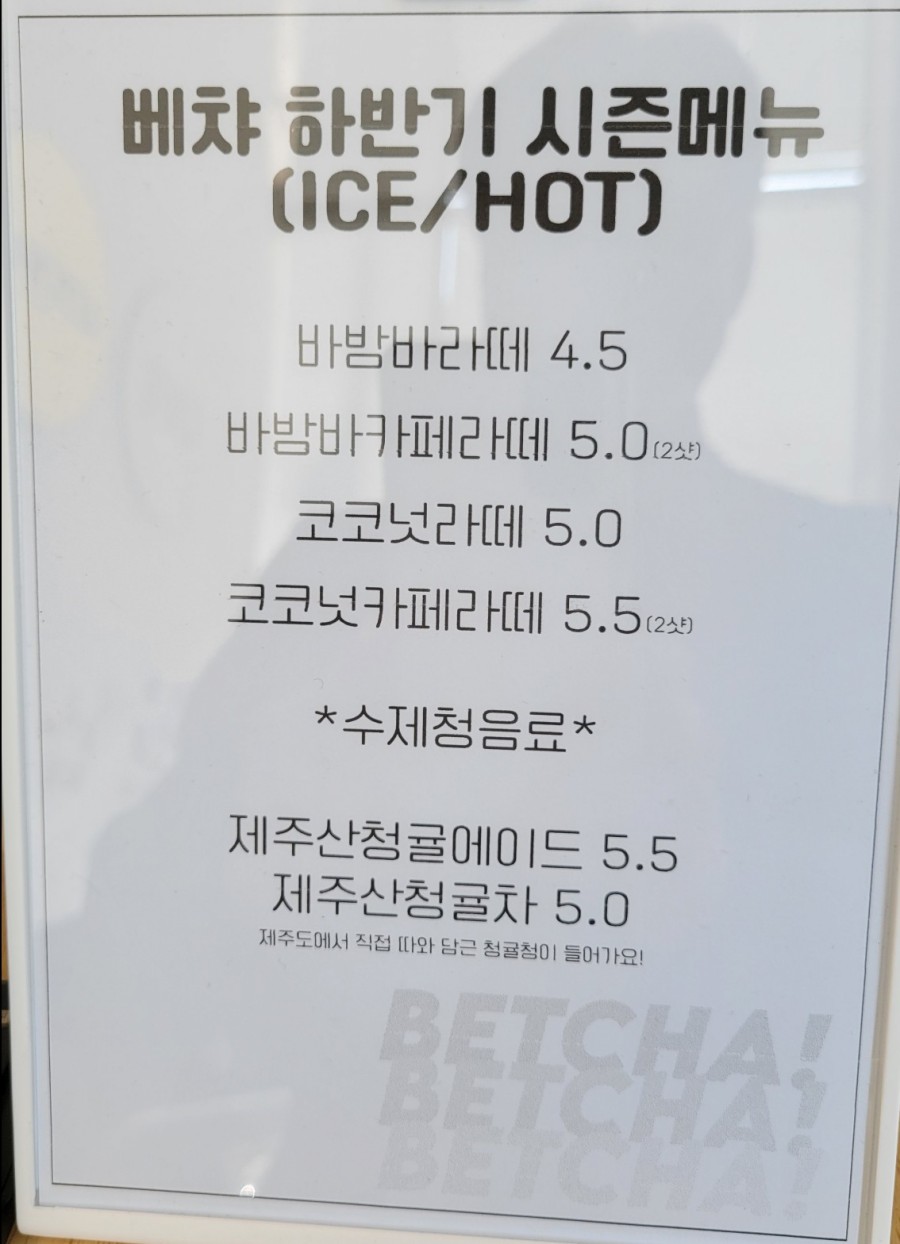 베챠 하반기 시즌메뉴
(ICE/HOT)
바밤바라떼 4.5
바밤바카페라떼 5.0(2샷)
코코넛라떼 5.0
코코넛카페라떼 5.5(2샷)
*수제청음료*
제주산청귤에이드 5.5
제주산청귤차 5.0
제주도에서 직접 따와 담근 청귤청이 들어가요!
BETCHA!
BETCHA!
BETCHA!